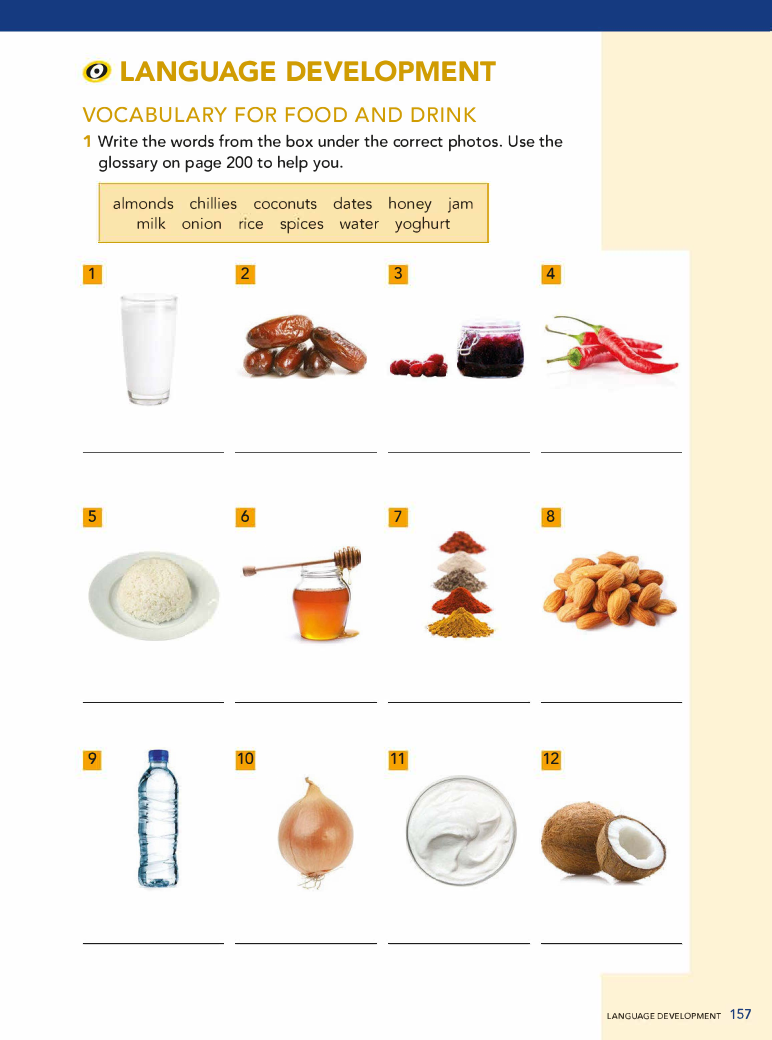 LANGUAGE DEVELOPMENT
VOCABULARY FOR FOOD AND DRINK
1 Write the words from the box under the correct photos. Use the
glossary on page 200 to help you.
almonds chillies coconuts dates honey jam
milk onion rice spices water yoghurt
1 2 3 4
5 6 7 8
9 10 11 12
LANGUAGE DEVELOPMENT 157